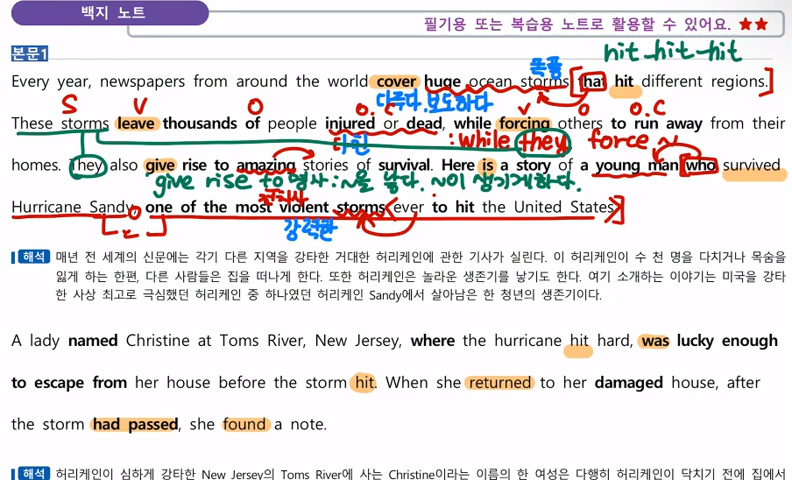 백지 노트
필기용 또는 복습용 노트로 활용할 수 있어요. ★★
본문1
hit-hit-hit
폭풍
Every year, newspapers from around the world cover huge ocean storms [that hit different regions.]
S V O 다루다. 보도하다 O.C V O O.C
These storms leave thousands of people injured or dead, while forcing others to run away from their
: while they force ~
homes. They also give rise to amazing stories of survival. Here is a story of a young man who survived
give rise to 명사 : ~을 낳다. ~이 생기게하다.
Hurricane Sandy, one of the most violent storms ever to hit the United States.
강력한
해석 매년 전 세계의 신문에는 각기 다른 지역을 강타한 거대한 허리케인에 관한 기사가 실린다. 이 허리케인이 수 천 명을 다치거나 목숨을
잃게 하는 한편, 다른 사람들은 집을 떠나게 한다. 또한 허리케인은 놀라운 생존기를 낳기도 한다. 여기 소개하는 이야기는 미국을 강타
한 사상 최고로 극심했던 허리케인 중 하나였던 허리케인 Sandy에서 살아남은 한 청년의 생존기이다.
A lady named Christine at Toms River, New Jersey, where the hurricane hit hard, was lucky enough
to escape from her house before the storm hit. When she returned to her damaged house, after
the storm had passed, she found a note.
해석 허리케인이 심하게 강타한 New Jersey의 Toms River에 사는 Christine이라는 이름의 한 여성은 다행히 허리케인이 닥치기 전에 집에서